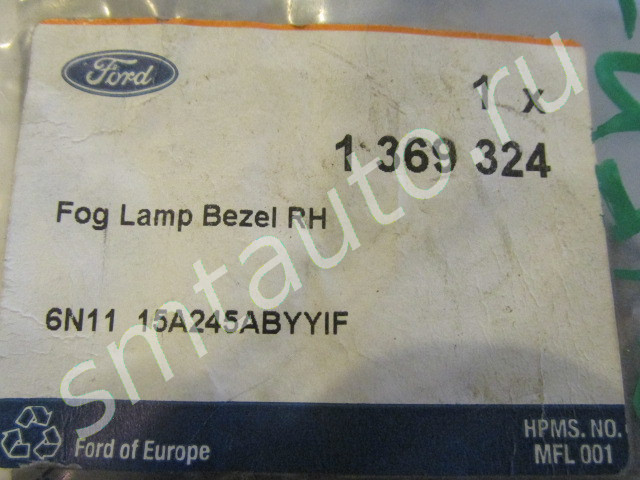 Ford
1 x
1 369 324
Fog Lamp Bezel RH
6N11 15A245ABYYIF
Ford of Europe
HPMS. NO.
MFL 001
smtauto.ru